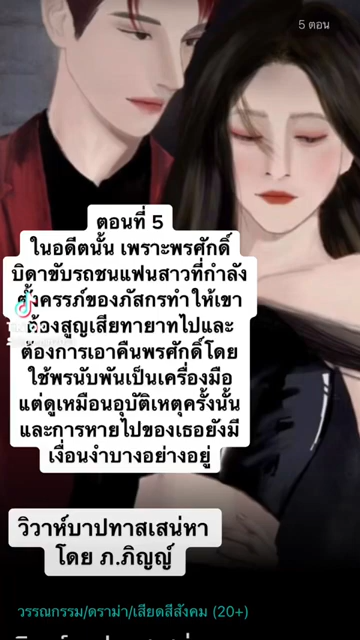 5 ตอน
ตอนที่ 5
ในอดีตนั้น เพราะพรศักดิ์
บิดาขับรถชนแฟนสาวที่กำลัง
ตั้งครรภ์ของภัสกรทำให้เขา
ต้องสูญเสียทายาทไปและ
ต้องการเอาคืนพรศักดิ์โดย
ใช้พรนับพันเป็นเครื่องมือ
แต่ดูเหมือนอุบัติเหตุครั้งนั้น
และการหายไปของเธอยังมี
เงื่อนงำบางอย่างอยู่
วิวาห์บาปทาสเสน่หา
โดย ภ.ภิญญ์
วรรณกรรม/ดราม่า/เสียดสีสังคม (20+)